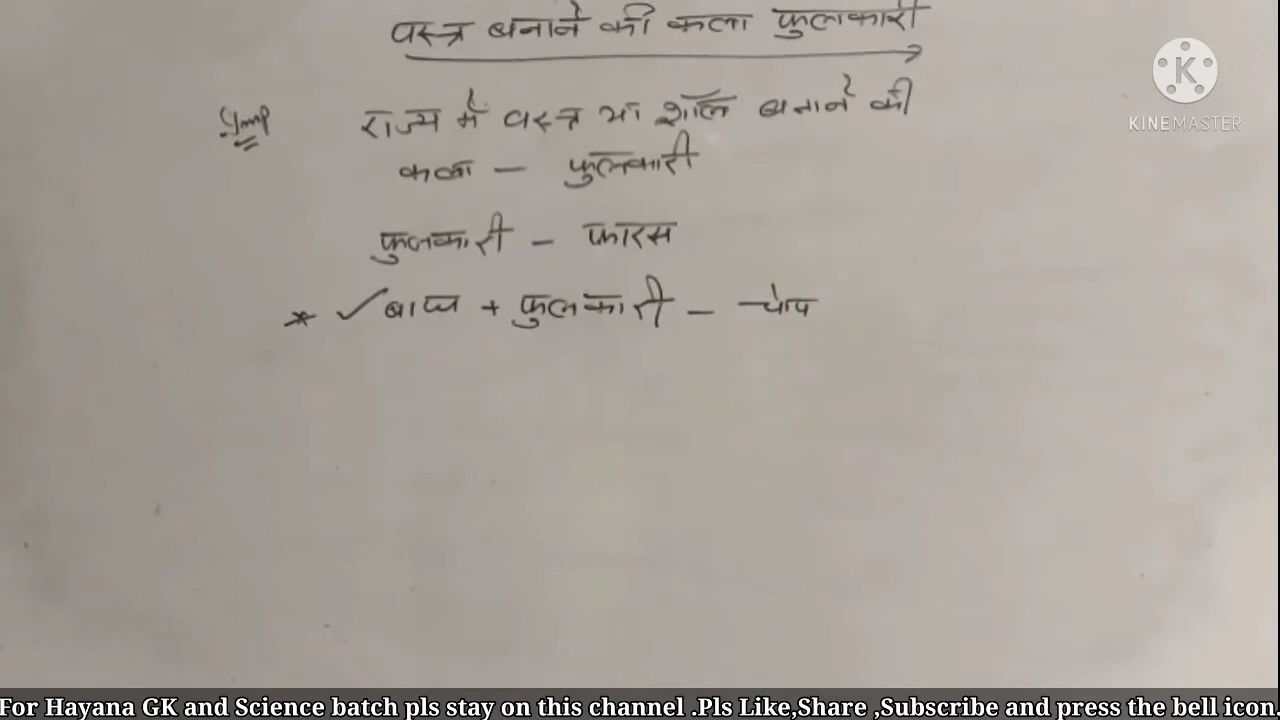 वस्त्र बनाने की कला फुलकारी
Imp राज्य में वस्त्र या शॉल बनाने की
कला - फुलकारी
फुलकारी - फारस
* ✓ बाघ + फुलकारी - चोप
KINEMASTER
For Hayana GK and Science batch pls stay on this channel .Pls Like,Share ,Subscribe and press the bell icon.